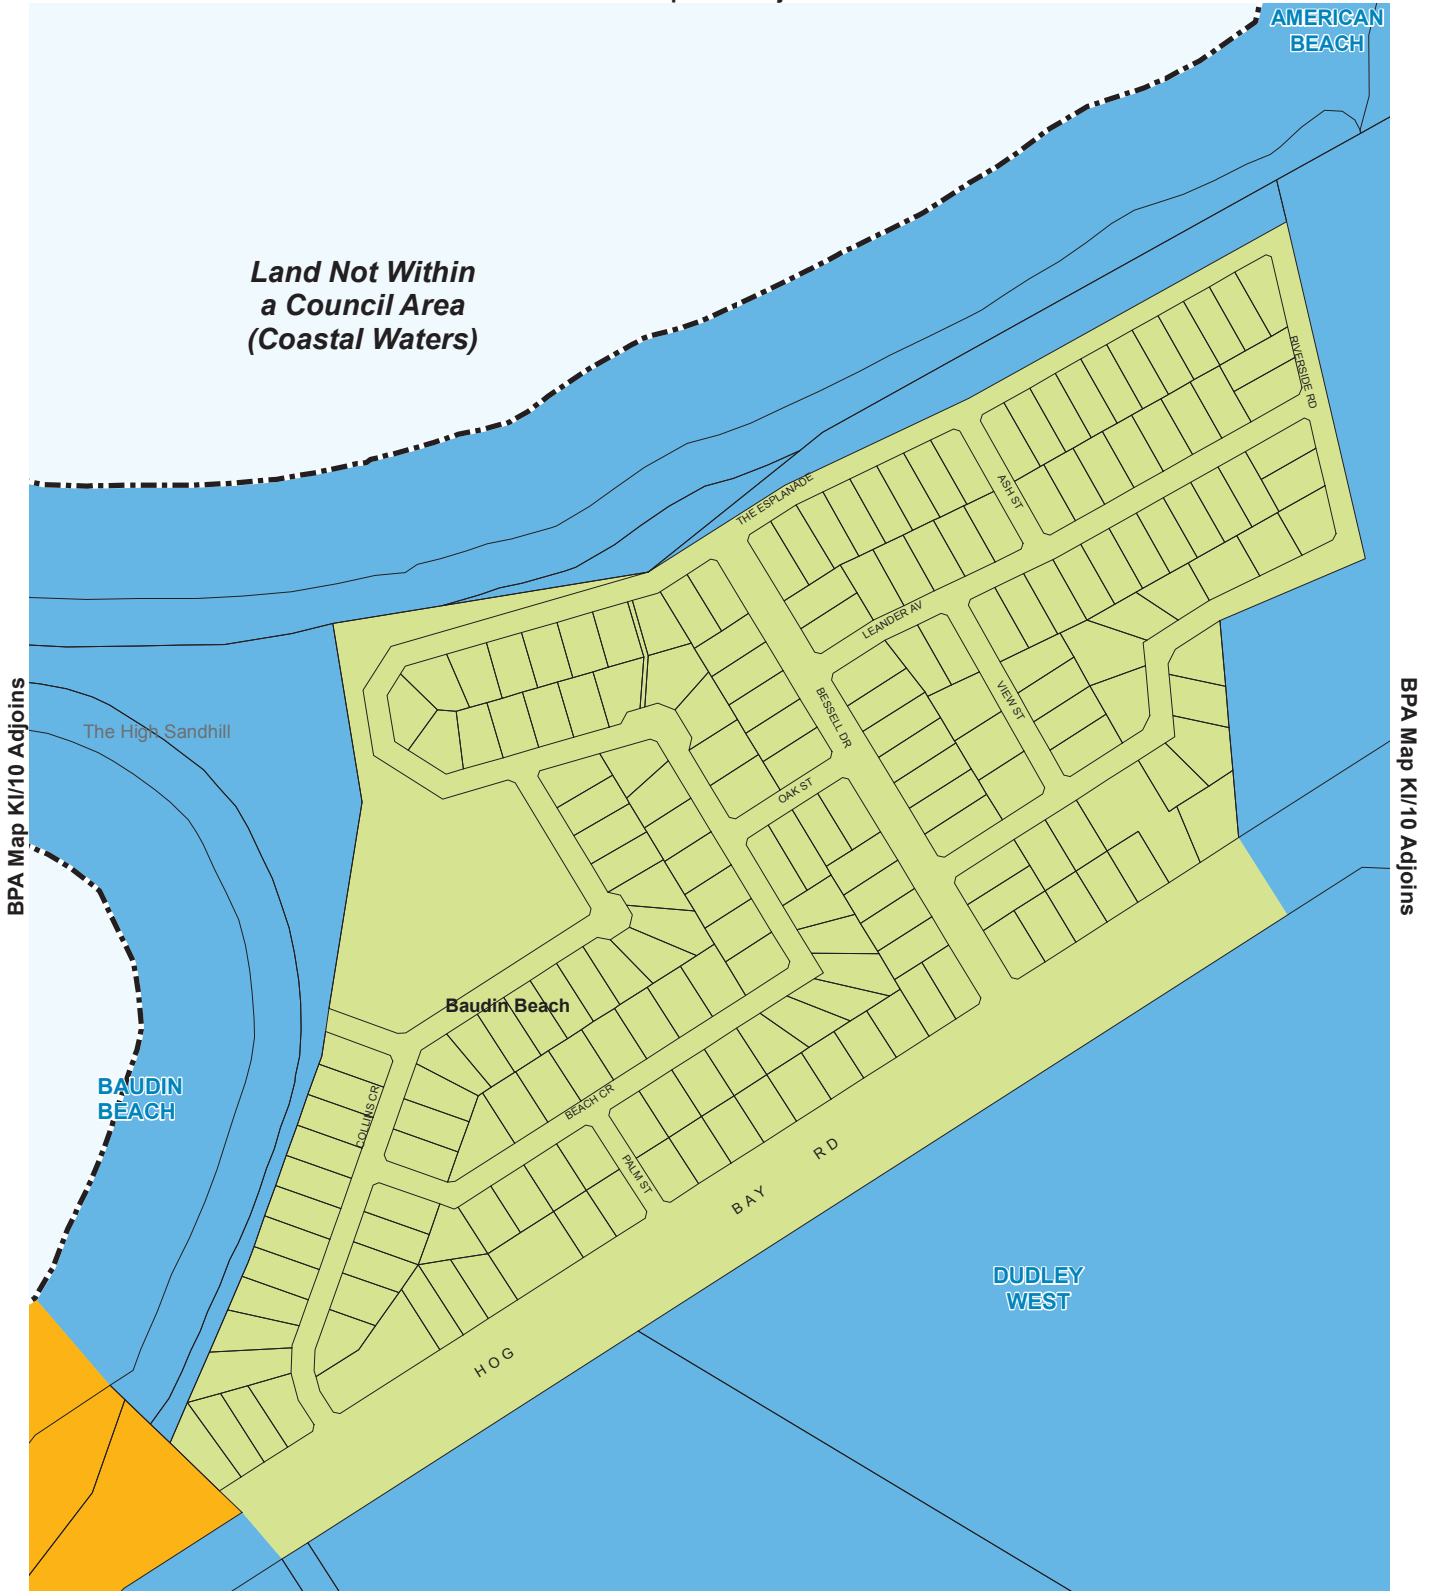 AMERICAN
BEACH
Land Not Within
a Council Area
(Coastal Waters)
RIVERSIDE RD
THE ESPLANADE
ASH ST
LEANDER AV
BPA Map KI/10 Adjoins
The High Sandhill
BESSELL DR
VIEW ST
BPA Map KI/10 Adjoins
OAK ST
Baudin Beach
BAUDIN
BEACH
COLLINS CR
BEACH CR
PALM ST
HOG BAY RD
DUDLEY
WEST